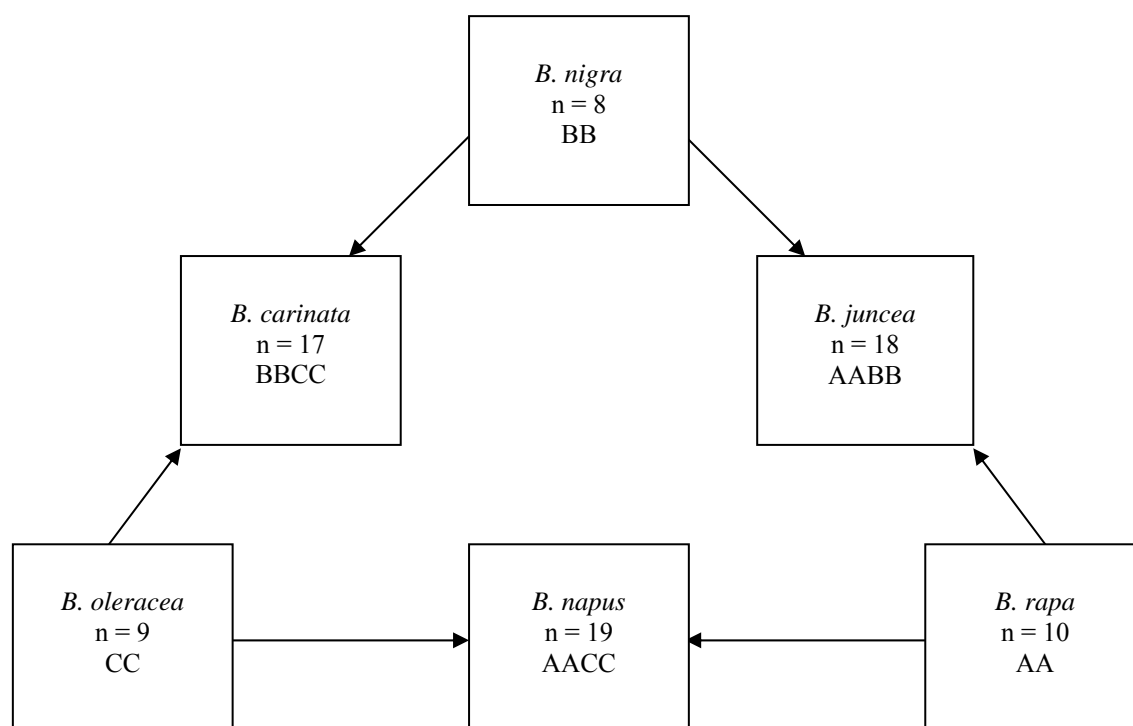 B. nigra
n = 8
BB
B. carinata
n = 17
BBCC
B. juncea
n = 18
AABB
B. oleracea
n = 9
CC
B. napus
n = 19
AACC
B. rapa
n = 10
AA